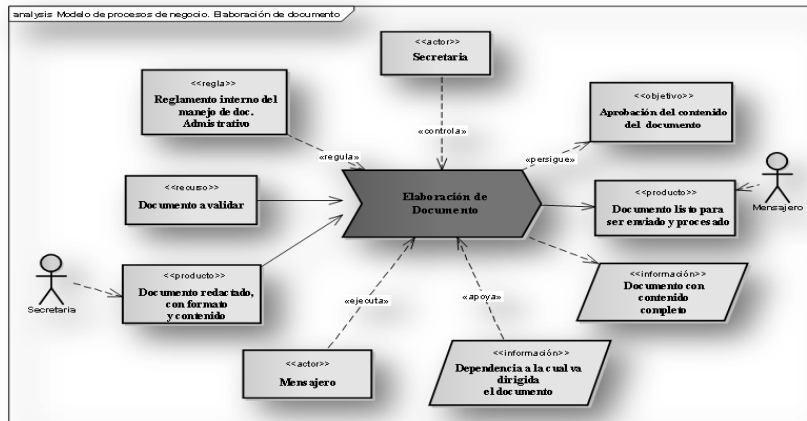 analysis Modelo de procesos de negocio. Elaboración de documento
<<actor>>
Secretaria
<<regla>>
Reglamento interno del
manejo de doc.
Admistrativo
<<objetivo>>
Aprobación del contenido
del documento
«controla»
«regula»
«persigue»
<<recurso>>
Documento a validar
Elaboración de
Documento
<<producto>>
Documento listo para
ser enviado y procesado
Mensajero
<<producto>>
Documento redactado,
con formato
y contenido
Secretaria
<<información>>
Documento con
contenido
completo
«ejecuta»
«apoya»
<<actor>>
Mensajero
<<información>>
Dependencia a la cual va
dirigida
el documento